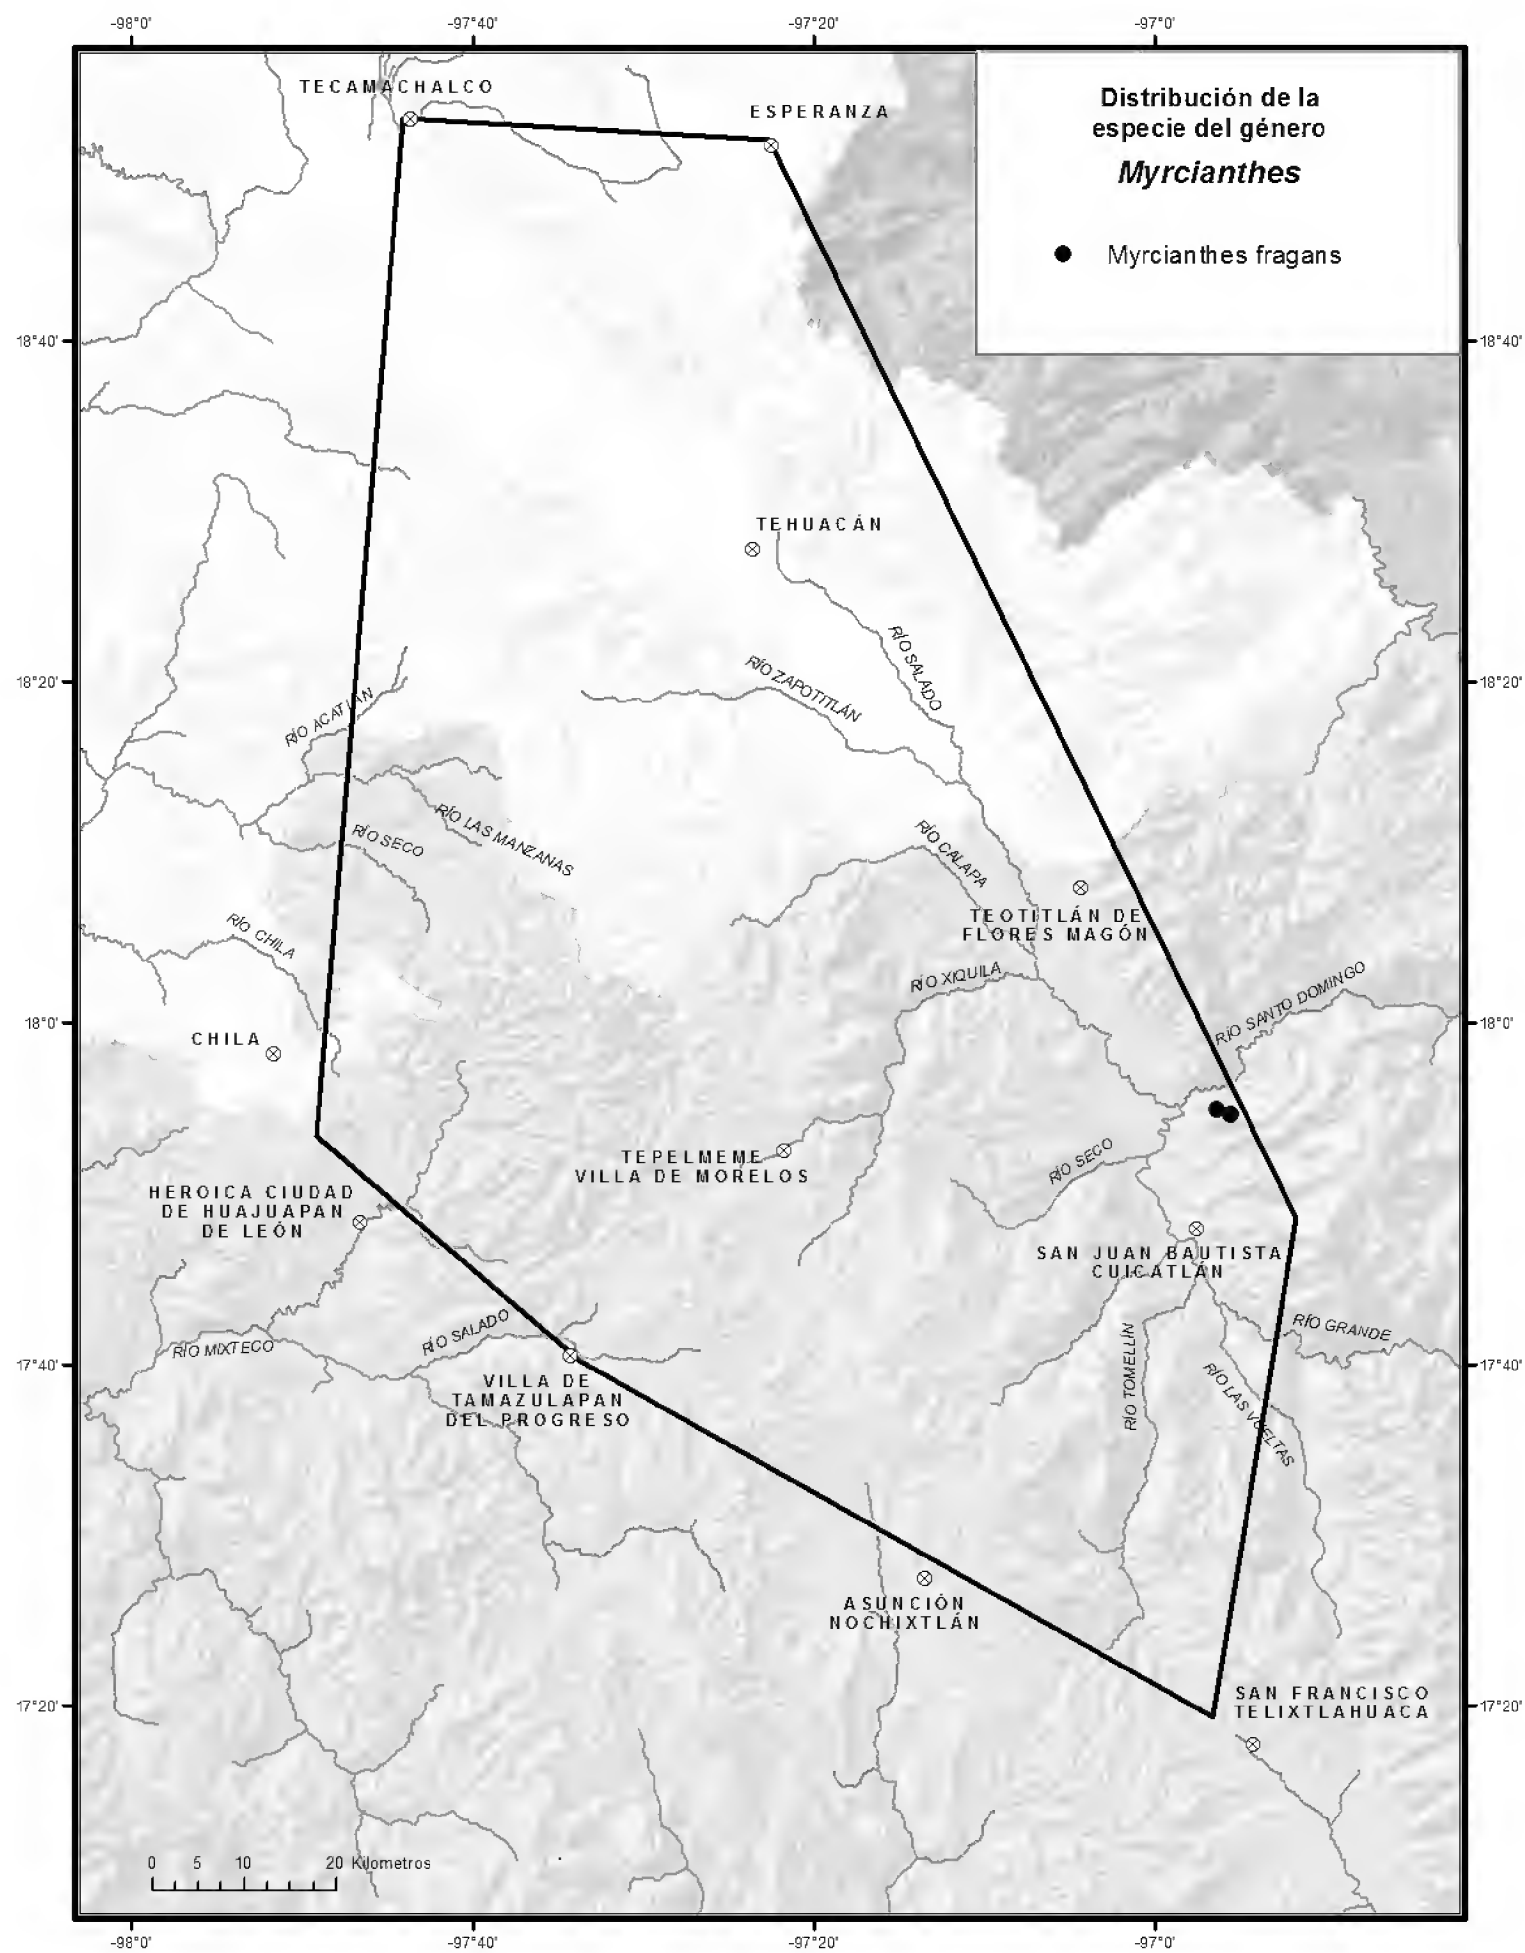 -98°0'
-97°40'
-97°20'
-97°0'
TECAMACHALCO
ESPERANZA
Distribución de la
especie del género
Myrcianthes
Myrcianthes fragans
18°40'
18°40'
TEHUACÁN
RÍO SALADO
RÍO ZAPOTITLÁN
18°20'
18°20'
RÍO ACATLÁN
RÍO LAS MANZANAS
RÍO SECO
RÍO CALAPA
TEOTITLÁN DE
FLORES MAGÓN
RÍO CHILA
RÍO XIQUILA
RÍO SANTO DOMINGO
18°0'
18°0'
CHILA
TEPELMEME
VILLA DE MORELOS
RÍO SECO
HEROICA CIUDAD
DE HUAJUAPAN
DE LEÓN
SAN JUAN BAUTISTA
CUICATLÁN
RÍO SALADO
RÍO MIXTECO
RÍO GRANDE
17°40'
17°40'
RÍO TOMELLÍN
RÍO LAS VUELTAS
VILLA DE
TAMAZULAPAN
DEL PROGRESO
ASUNCIÓN
NOCHIXTLÁN
SAN FRANCISCO
TELIXTLAHUACA
17°20'
17°20'
0 5 10 20 Kilometros
-98°0'
-97°40'
-97°20'
-97°0'